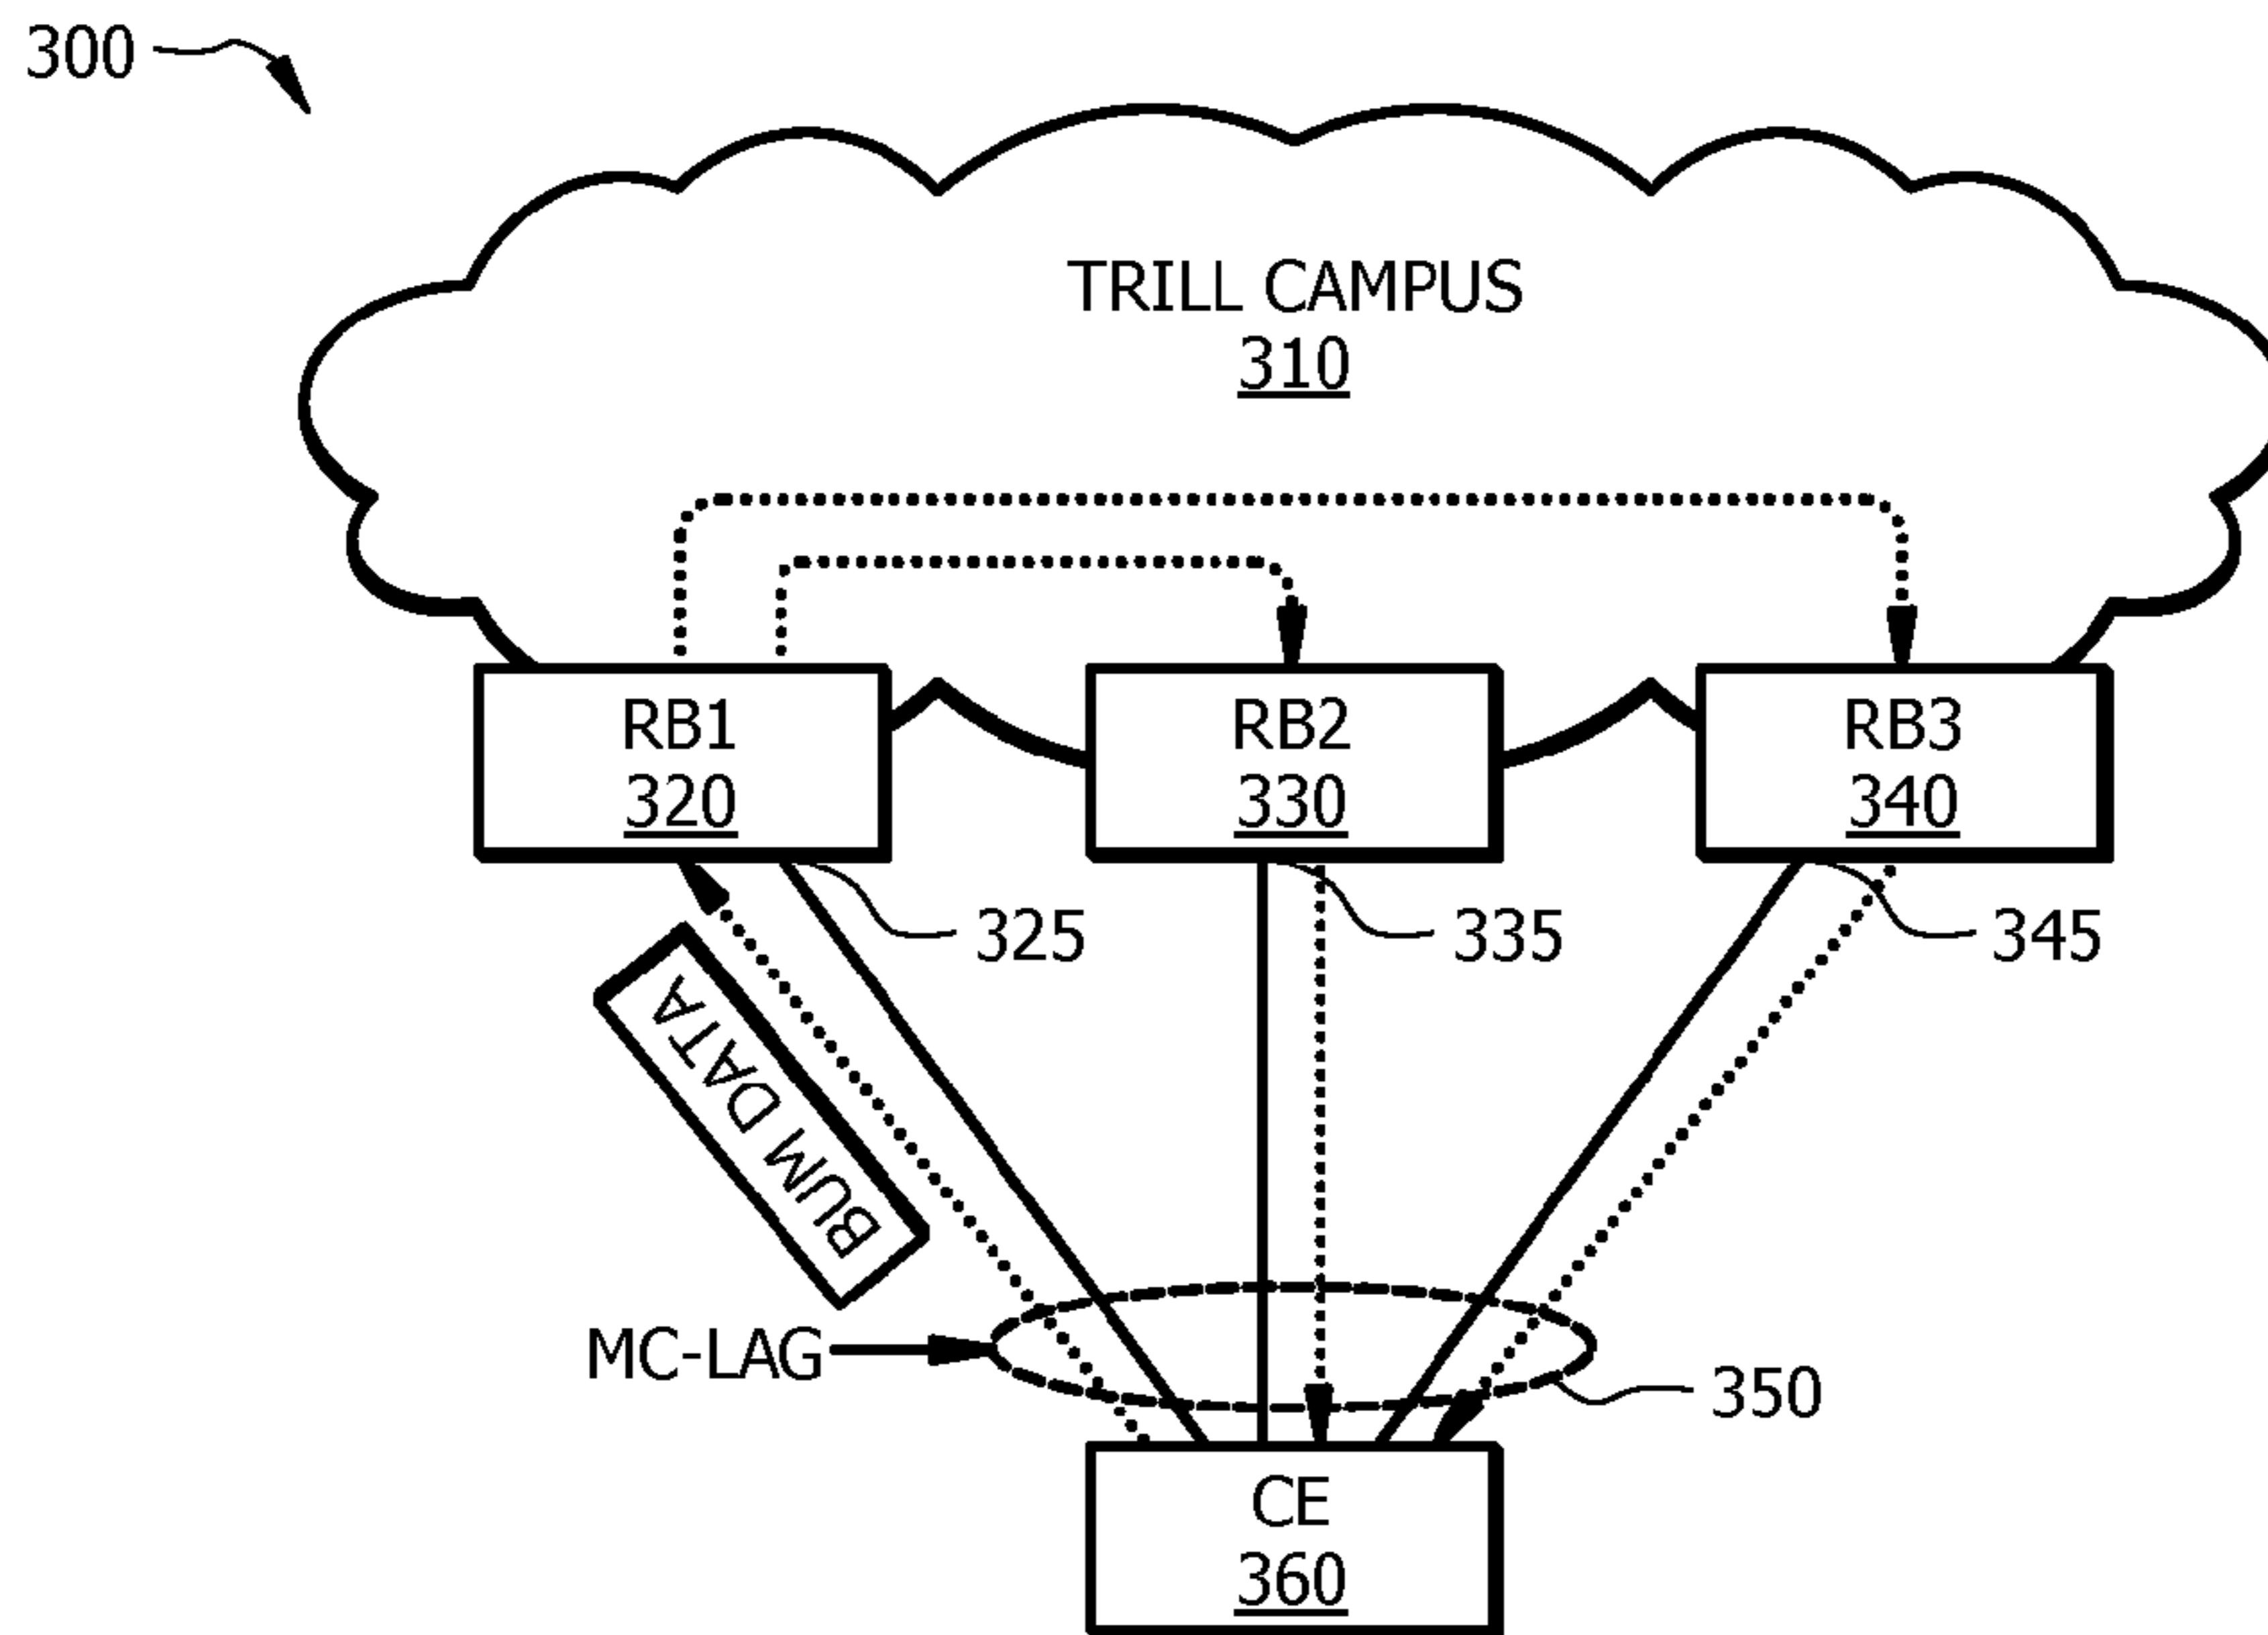 300
TRILL CAMPUS
310
RB1
320
RB2
330
RB3
340
325
335
345
BUM DATA
MC-LAG
350
CE
360